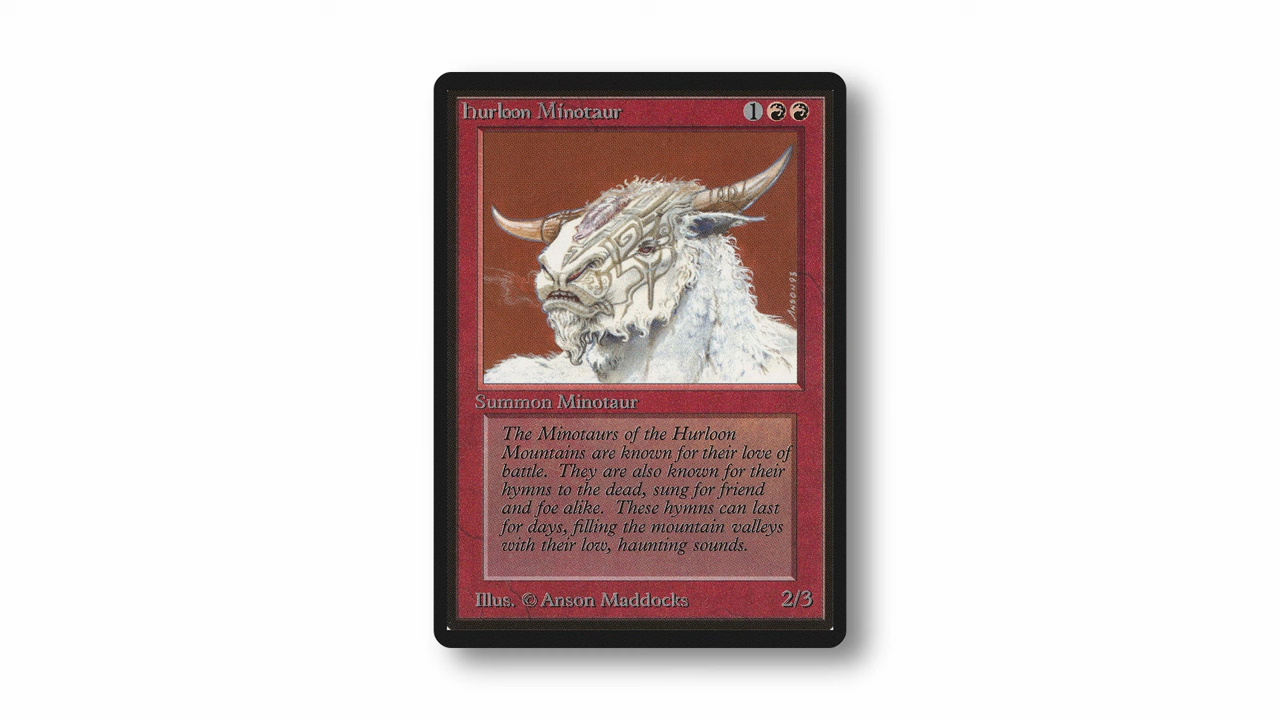 Hurloon Minotaur 1
ANSON93
Summon Minotaur
The Minotaurs of the Hurloon
Mountains are known for their love of
battle. They are also known for their
hymns to the dead, sung for friend
and foe alike. These hymns can last
for days, filling the mountain valleys
with their low, haunting sounds.
Illus. © Anson Maddocks 2/3